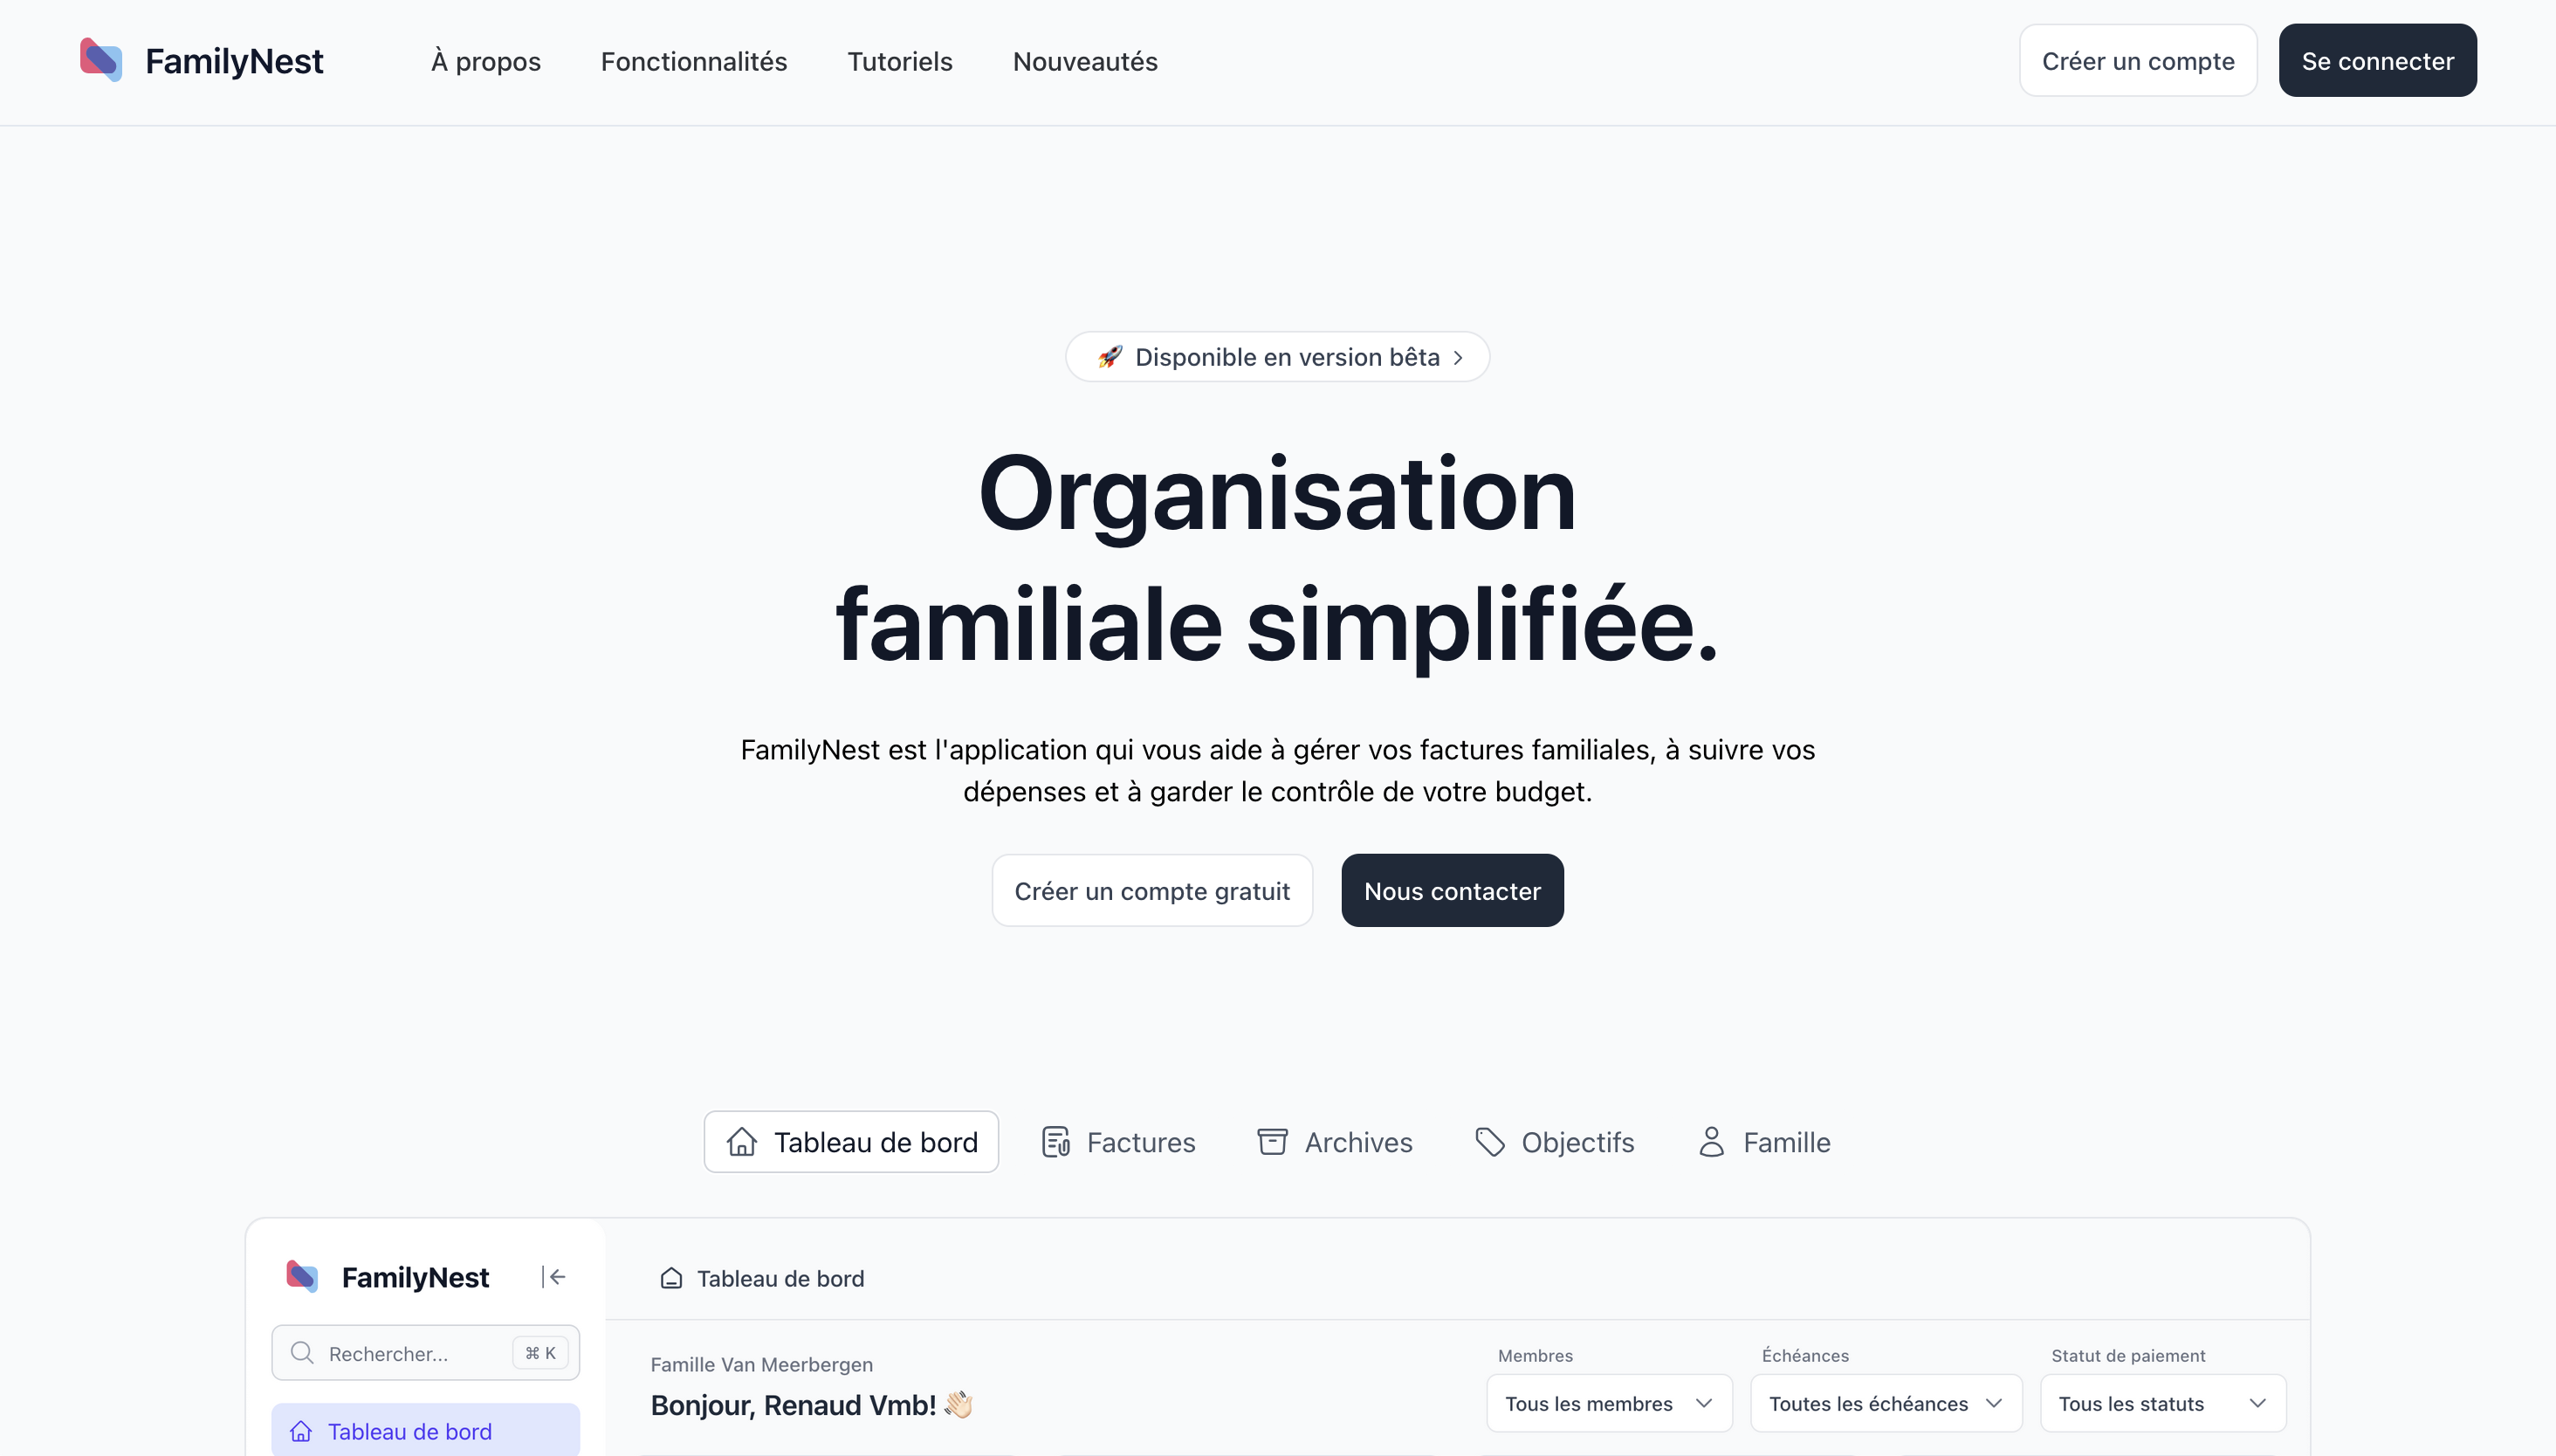 FamilyNest
À propos
Fonctionnalités
Tutoriels
Nouveautés
Créer un compte
Se connecter
🚀 Disponible en version bêta >
Organisation
familiale simplifiée.
FamilyNest est l'application qui vous aide à gérer vos factures familiales, à suivre vos
dépenses et à garder le contrôle de votre budget.
Créer un compte gratuit
Nous contacter
Tableau de bord
Factures
Archives
Objectifs
Famille
FamilyNest
Rechercher...
⌘ K
Tableau de bord
Tableau de bord
Famille Van Meerbergen
Bonjour, Renaud Vmb! 👋🏻
Membres
Tous les membres
Échéances
Toutes les échéances
Statut de paiement
Tous les statuts